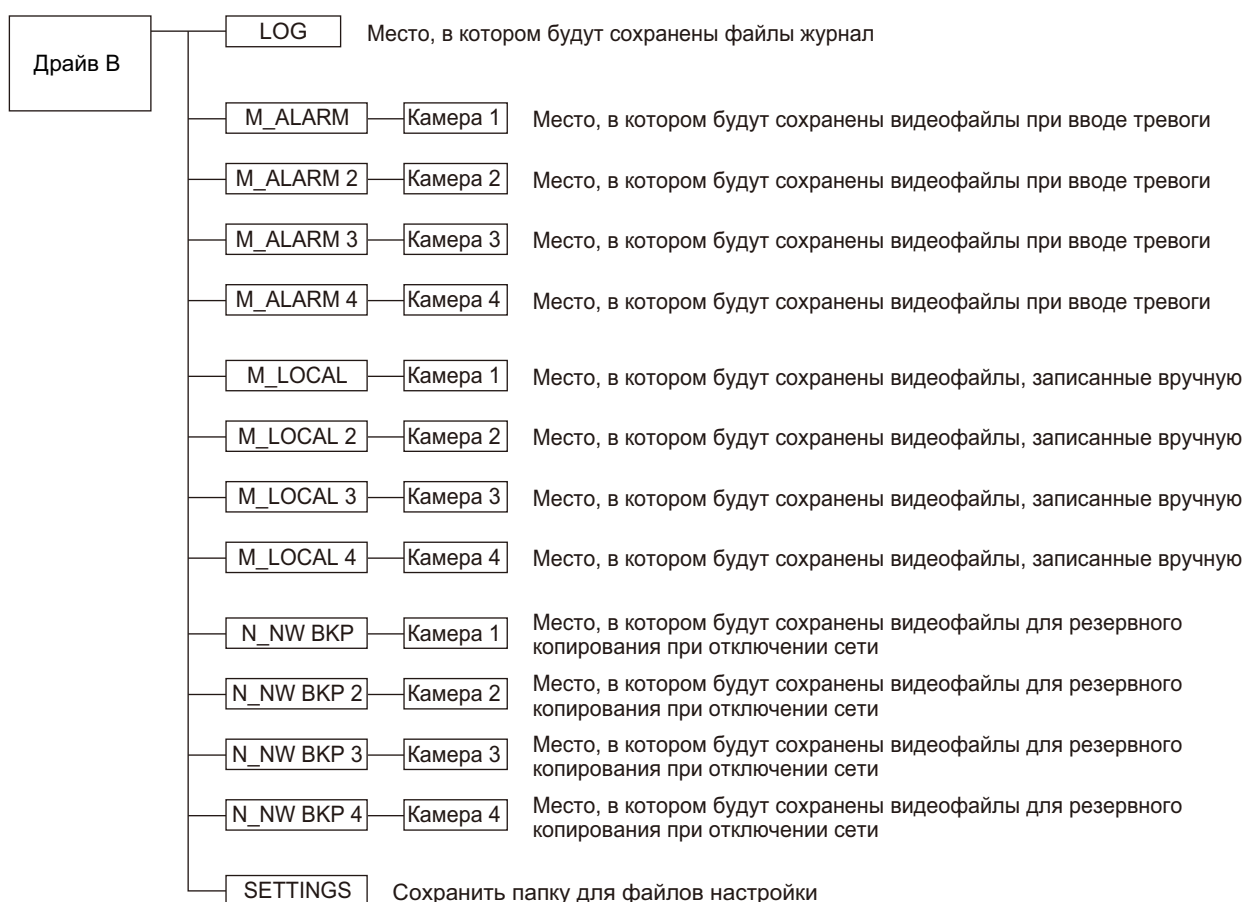 Драйв B
LOG Место, в котором будут сохранены файлы журнал
M_ALARM Камера 1 Место, в котором будут сохранены видеофайлы при вводе тревоги
M_ALARM 2 Камера 2 Место, в котором будут сохранены видеофайлы при вводе тревоги
M_ALARM 3 Камера 3 Место, в котором будут сохранены видеофайлы при вводе тревоги
M_ALARM 4 Камера 4 Место, в котором будут сохранены видеофайлы при вводе тревоги
M_LOCAL Камера 1 Место, в котором будут сохранены видеофайлы, записанные вручную
M_LOCAL 2 Камера 2 Место, в котором будут сохранены видеофайлы, записанные вручную
M_LOCAL 3 Камера 3 Место, в котором будут сохранены видеофайлы, записанные вручную
M_LOCAL 4 Камера 4 Место, в котором будут сохранены видеофайлы, записанные вручную
N_NW BKP Камера 1 Место, в котором будут сохранены видеофайлы для резервного
копирования при отключении сети
N_NW BKP 2 Камера 2 Место, в котором будут сохранены видеофайлы для резервного
копирования при отключении сети
N_NW BKP 3 Камера 3 Место, в котором будут сохранены видеофайлы для резервного
копирования при отключении сети
N_NW BKP 4 Камера 4 Место, в котором будут сохранены видеофайлы для резервного
копирования при отключении сети
SETTINGS Сохранить папку для файлов настройки